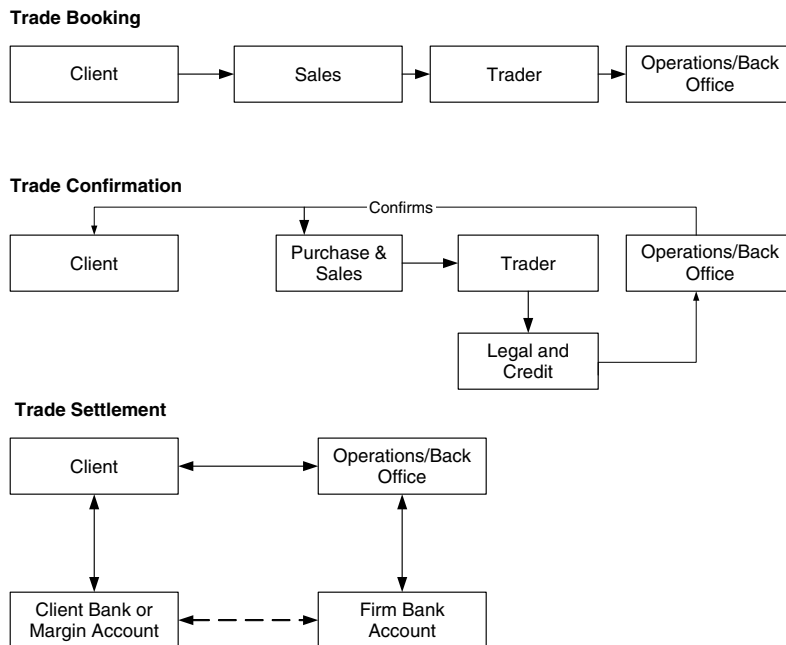 Trade Booking
Client
Sales
Trader
Operations/Back
Office
Trade Confirmation
Confirms
Client
Purchase &
Sales
Trader
Operations/Back
Office
Legal and
Credit
Trade Settlement
Client
Operations/Back
Office
Client Bank or
Margin Account
Firm Bank
Account